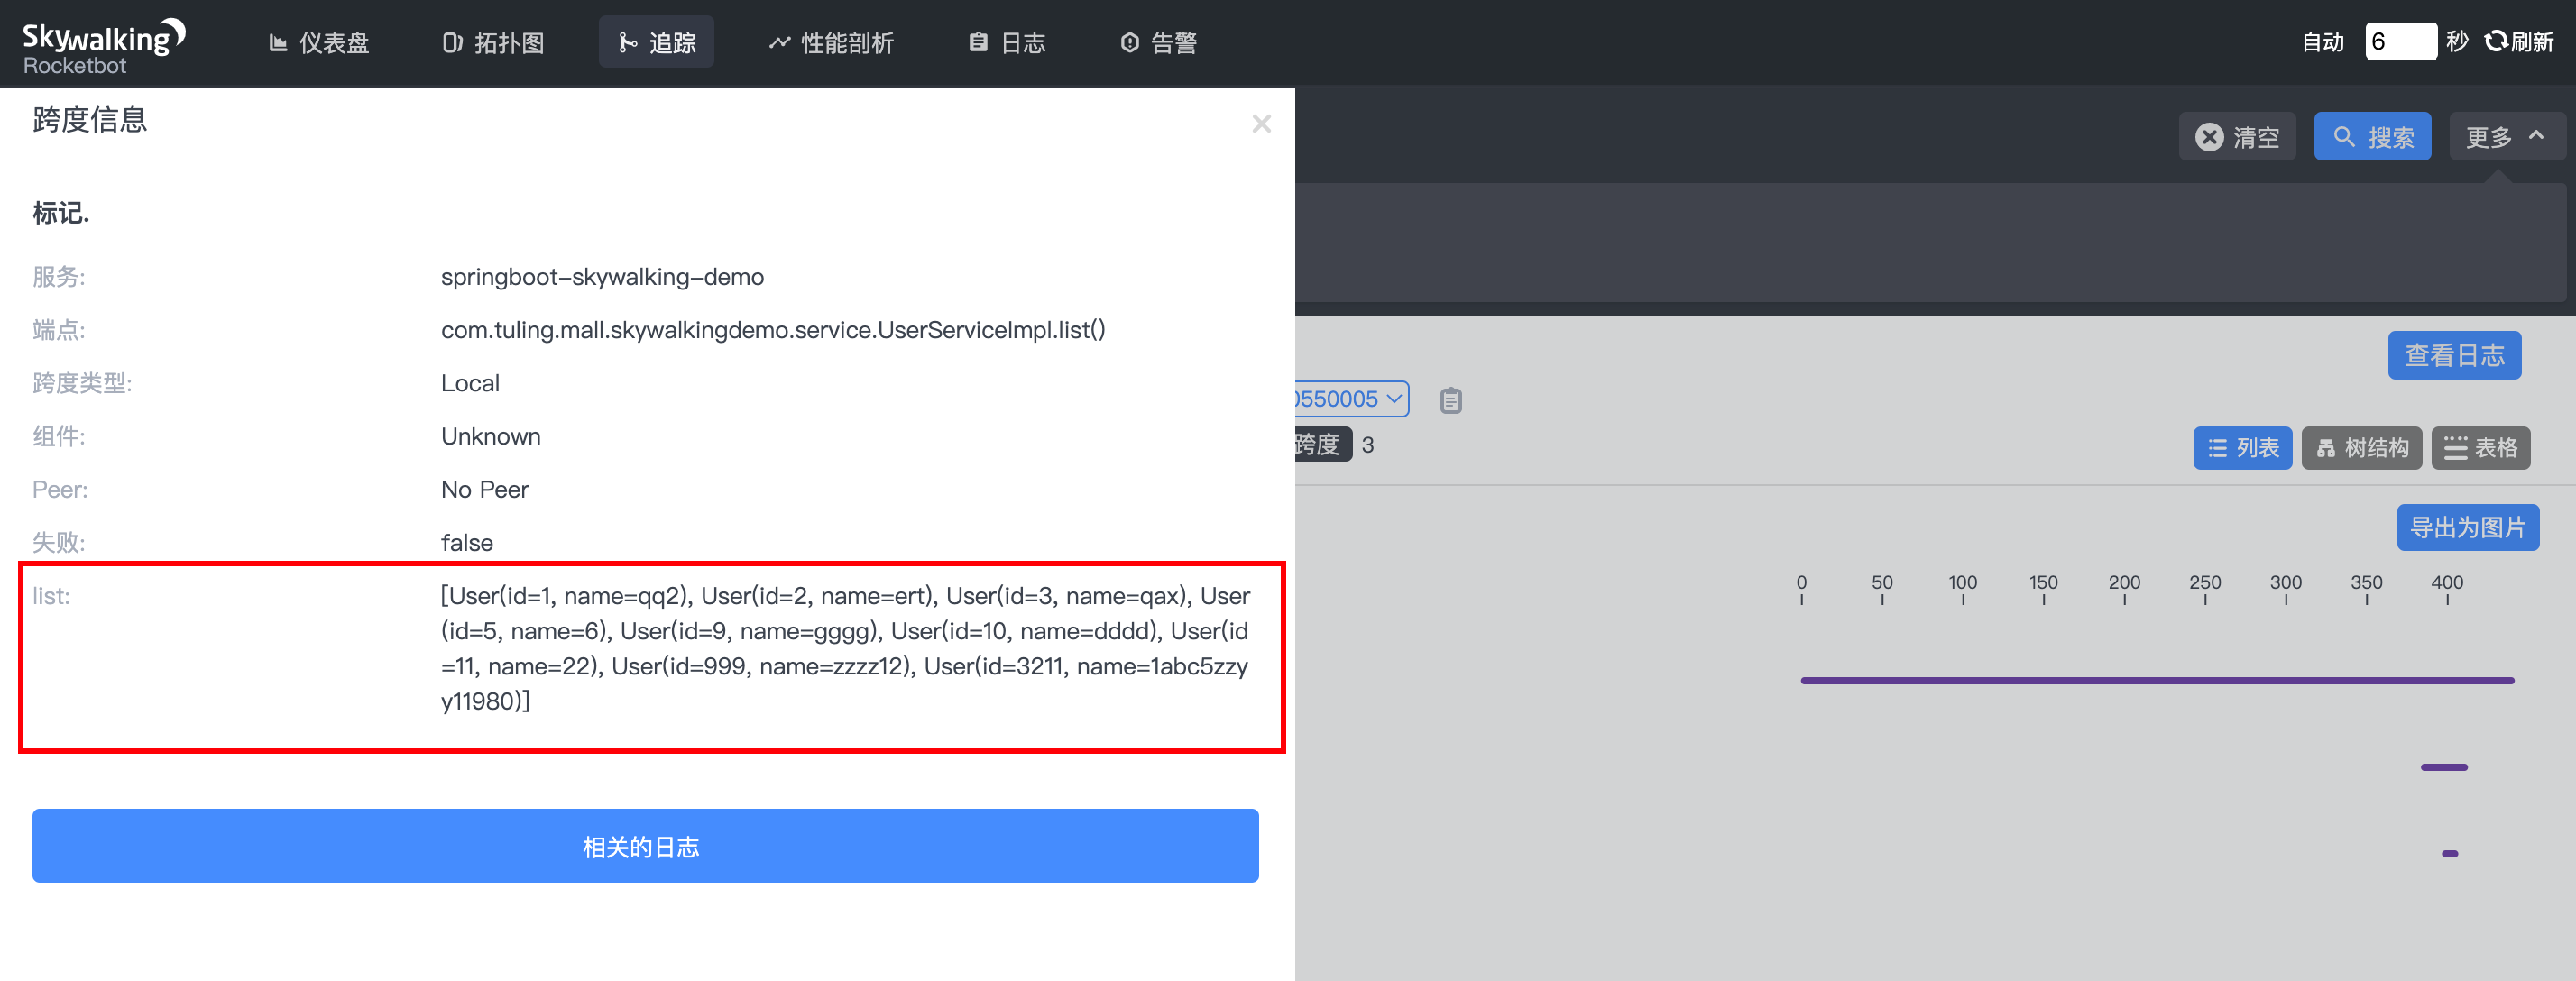 Skywalking
Rocketbot
仪表盘
拓扑图
追踪
性能剖析
日志
告警
自动 6 秒 刷新
跨度信息
清空
搜索
更多
标记.
服务: springboot-skywalking-demo
端点: com.tuling.mall.skywalkingdemo.service.UserServiceImpl.list()
跨度类型: Local
组件: Unknown
Peer: No Peer
失败: false
list: [User(id=1, name=qq2), User(id=2, name=ert), User(id=3, name=qax), User
(id=5, name=6), User(id=9, name=gggg), User(id=10, name=dddd), User(id
=11, name=22), User(id=999, name=zzzz12), User(id=3211, name=1abc5zzy
y11980)]
相关的日志
查看日志
0550005
跨度 3
列表
树结构
表格
导出为图片
0 50 100 150 200 250 300 350 400